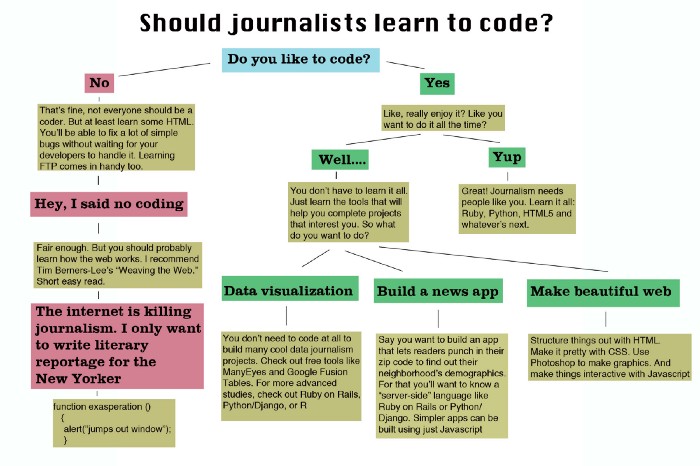 Should journalists learn to code?
Do you like to code?
No
Yes
That's fine, not everyone should be a
coder. But at least learn some HTML.
You'll be able to fix a lot of simple
bugs without waiting for your
developers to handle it. Learning
FTP comes in handy too.
Like, really enjoy it? Like you
want to do it all the time?
Well....
Yup
Hey, I said no coding
You don't have to learn it all.
Just learn the tools that will
help you complete projects
that interest you. So what
do you want to do?
Great! Journalism needs
people like you. Learn it all:
Ruby, Python, HTML5 and
whatever's next.
Fair enough. But you should probably
learn how the web works. I recommend
Tim Berners-Lee's "Weaving the Web."
Short easy read.
Data visualization
Build a news app
Make beautiful web
The internet is killing
journalism. I only want
to write literary
reportage for the
New Yorker
You don't need to code at all to
build many cool data journalism
projects. Check out free tools like
ManyEyes and Google Fusion
Tables. For more advanced
studies, check out Ruby on Rails,
Python/Django, or R
Say you want to build an app
that lets readers punch in their
zip code to find out their
neighborhood's demographics.
For that you'll want to know a
"server-side" language like
Ruby on Rails or Python/
Django. Simpler apps can be
built using just Javascript
Structure things out with HTML.
Make it pretty with CSS. Use
Photoshop to make graphics. And
make things interactive with Javascript
function exasperation ()
{
alert("jumps out window");
}